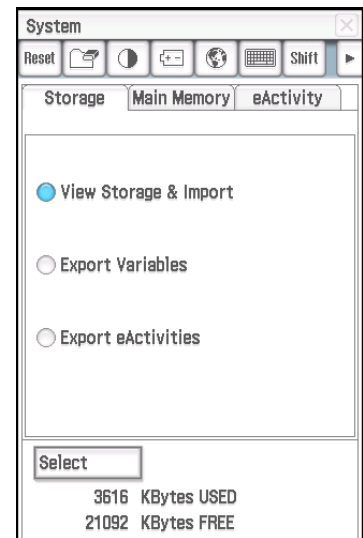 System
Reset Shift
Storage Main Memory eActivity
View Storage & Import
Export Variables
Export eActivities
Select
3616 KBytes USED
21092 KBytes FREE